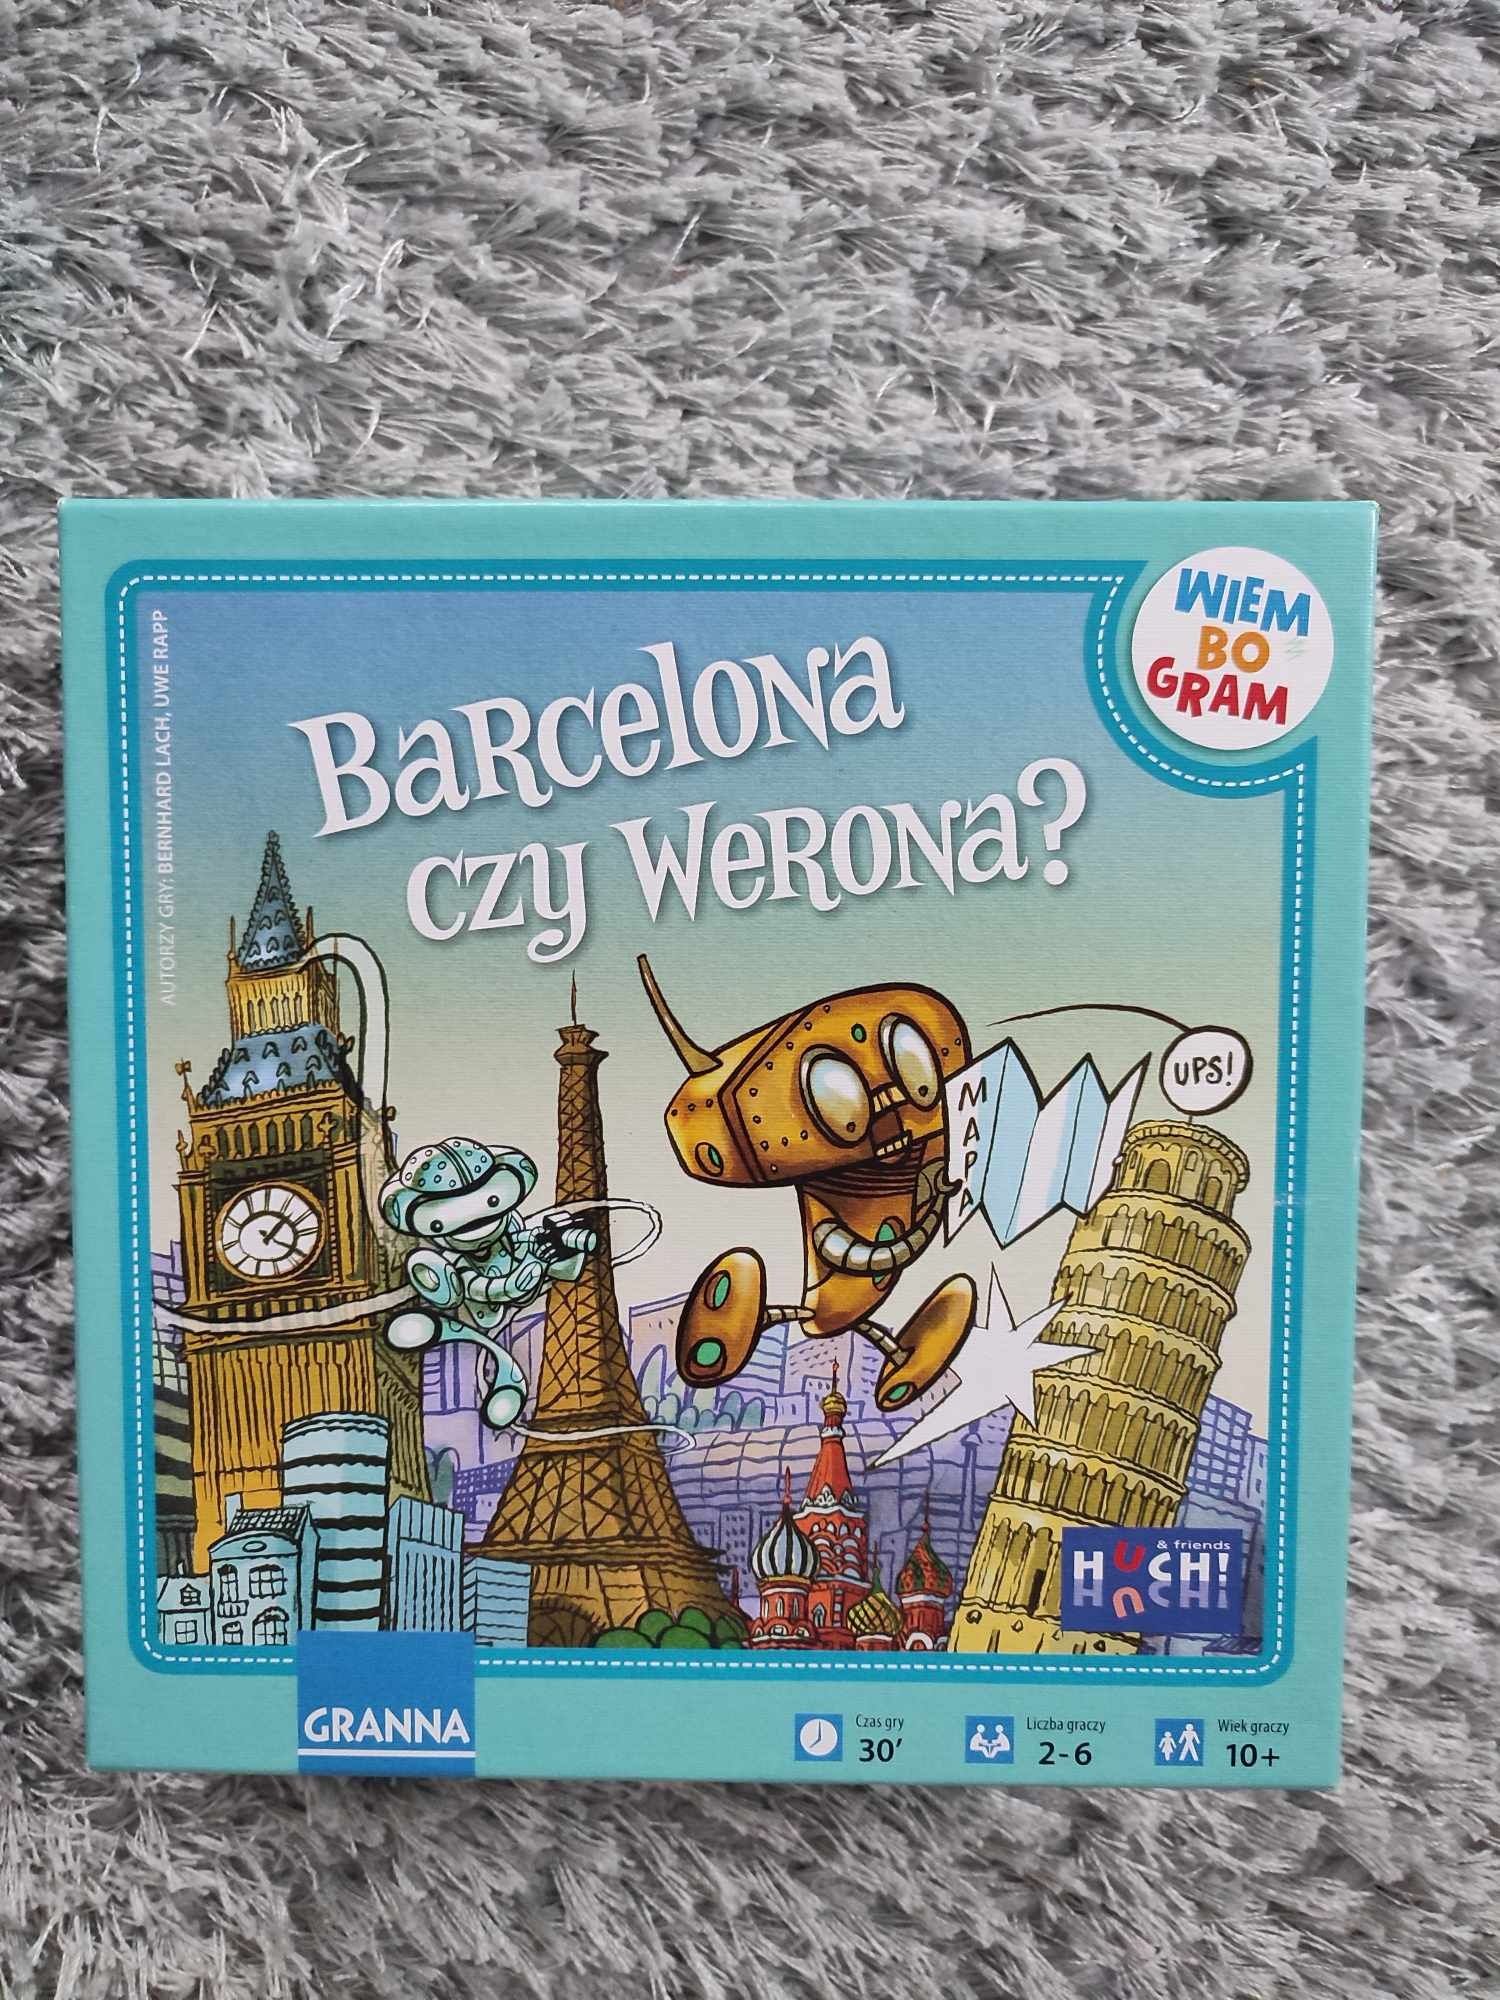 WIEM
BO
GRAM
AUTORZY GRY: BERNHARD LACH, UWE RAPP
Barcelona
czy Werona?
MAPA
UPS!
HUCH!
& friends
GRANNA
Czas gry
30'
Liczba graczy
2-6
Wiek graczy
10+